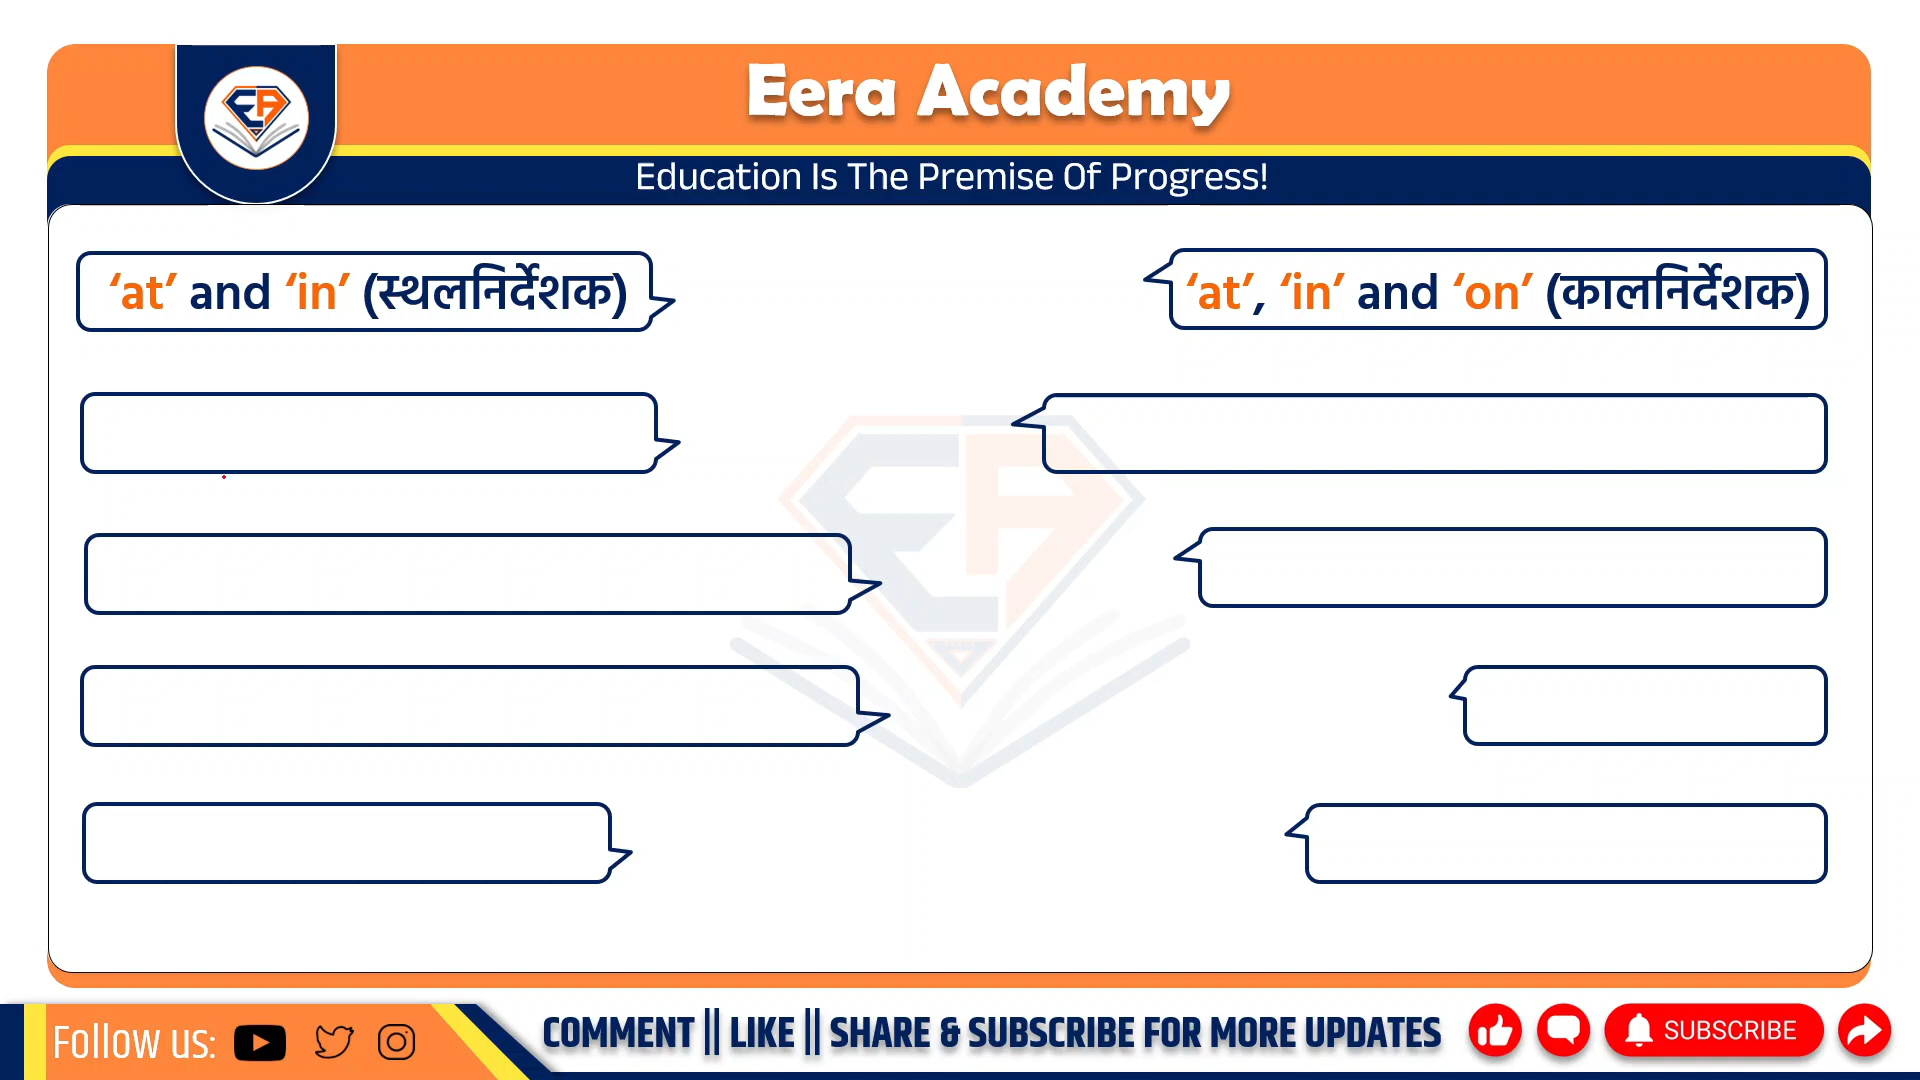 Eera Academy
Education Is The Premise Of Progress!
‘at’ and ‘in’ (स्थलनिर्देशक)
‘at’, ‘in’ and ‘on’ (कालनिर्देशक)
Follow us:
COMMENT || LIKE || SHARE & SUBSCRIBE FOR MORE UPDATES
SUBSCRIBE